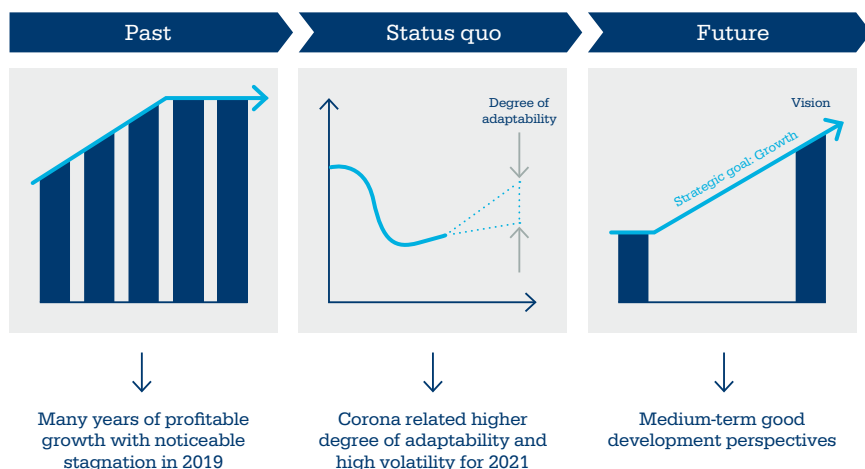 Past
Status quo
Future
Degree of
adaptability
Vision
Strategic goal: Growth
Many years of profitable
growth with noticeable
stagnation in 2019
Corona related higher
degree of adaptability and
high volatility for 2021
Medium-term good
development perspectives